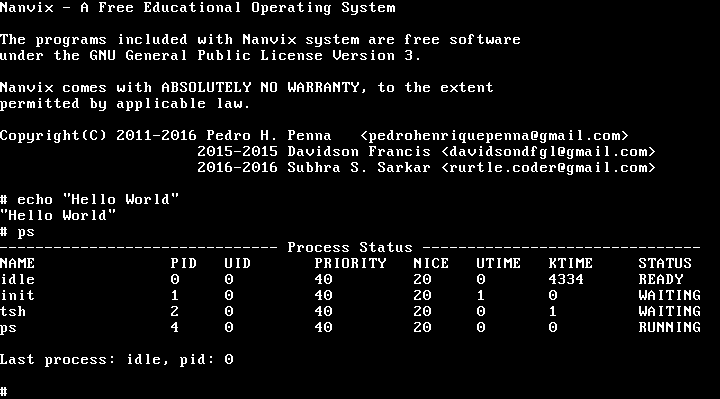 Nanvix - A Free Educational Operating System
The programs included with Nanvix system are free software
under the GNU General Public License Version 3.
Nanvix comes with ABSOLUTELY NO WARRANTY, to the extent
permitted by applicable law.
Copyright(C) 2011-2016 Pedro H. Penna   <pedrohenriquepenna@gmail.com>
2015-2015 Davidson Francis <davidsondfgl@gmail.com>
2016-2016 Subhra S. Sarkar <rurtle.coder@gmail.com>
# echo "Hello World"
"Hello World"
# ps
------------------------------- Process Status -------------------------------
NAME               PID   UID         PRIORITY   NICE   UTIME   KTIME       STATUS
idle               0     0           40         20     0       4334        READY
init               1     0           40         20     1       0           WAITING
tsh                2     0           40         20     0       1           WAITING
ps                 4     0           40         20     0       0           RUNNING
Last process: idle, pid: 0
#